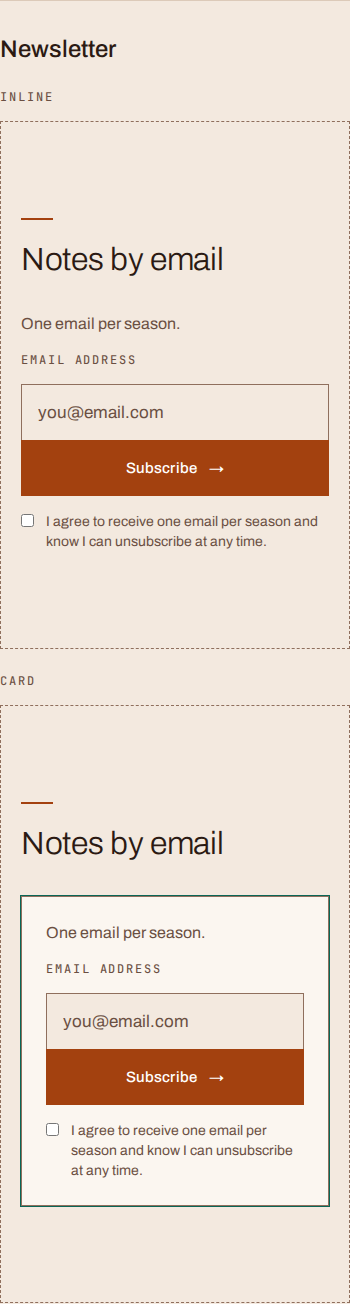 Newsletter
INLINE
Notes by email
One email per season.
EMAIL ADDRESS
you@email.com
Subscribe →
I agree to receive one email per season and
know I can unsubscribe at any time.
CARD
Notes by email
One email per season.
EMAIL ADDRESS
you@email.com
Subscribe →
I agree to receive one email per
season and know I can unsubscribe
at any time.